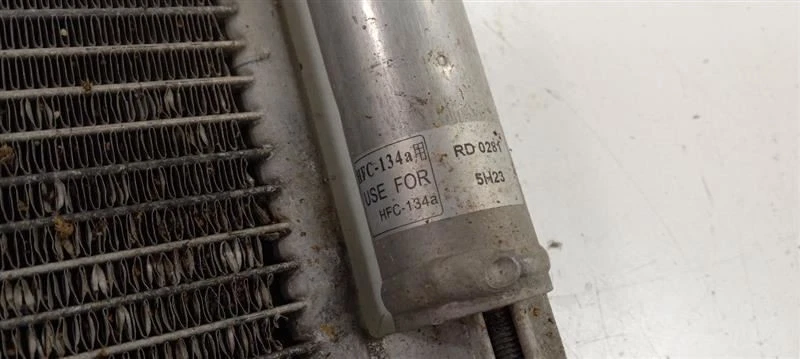 HFC-134a用
USE FOR
HFC-134a
RD 0281
5H23